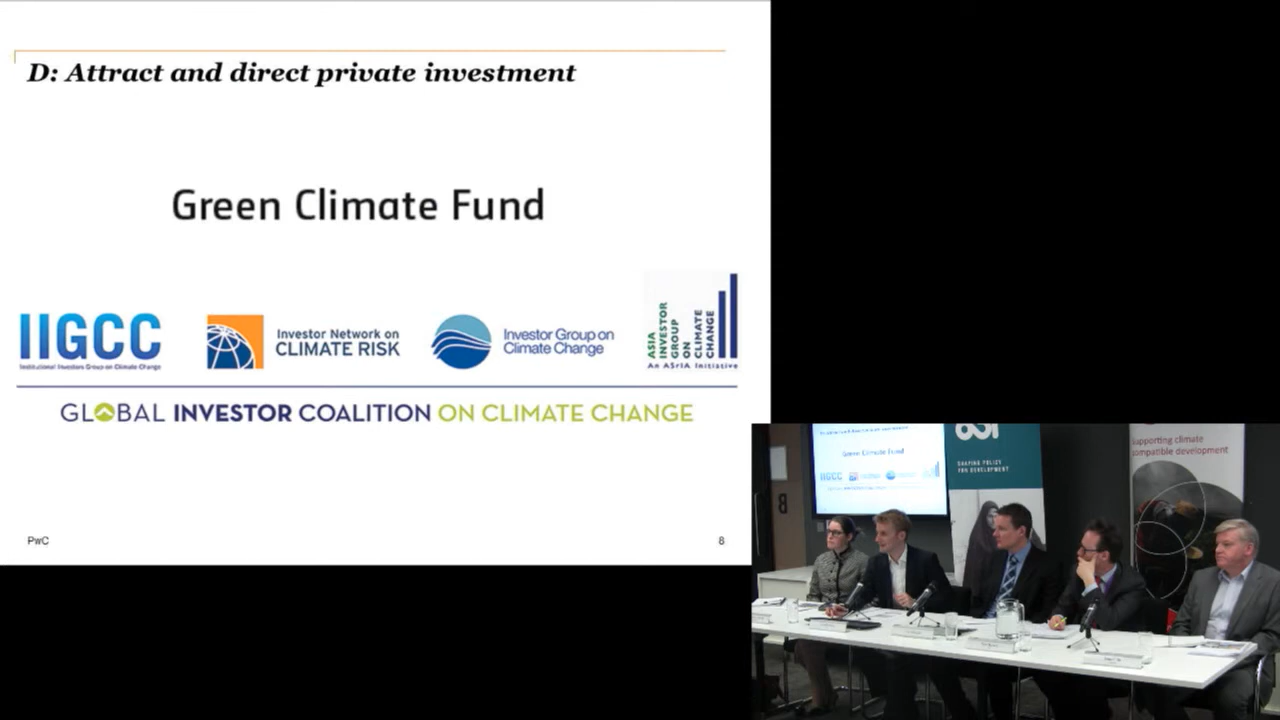 D: Attract and direct private investment
Green Climate Fund
IIGCC
Institutional Investors Group on Climate Change
Investor Network on
CLIMATE RISK
Investor Group on
Climate Change
ASIA
INVESTOR
GROUP
ON
CLIMATE
CHANGE
An ASrIA Initiative
GLOBAL INVESTOR COALITION ON CLIMATE CHANGE
PwC
8
Green Climate Fund
IIGCC
SHAPING POLICY
FOR DEVELOPMENT
Supporting climate
compatible development